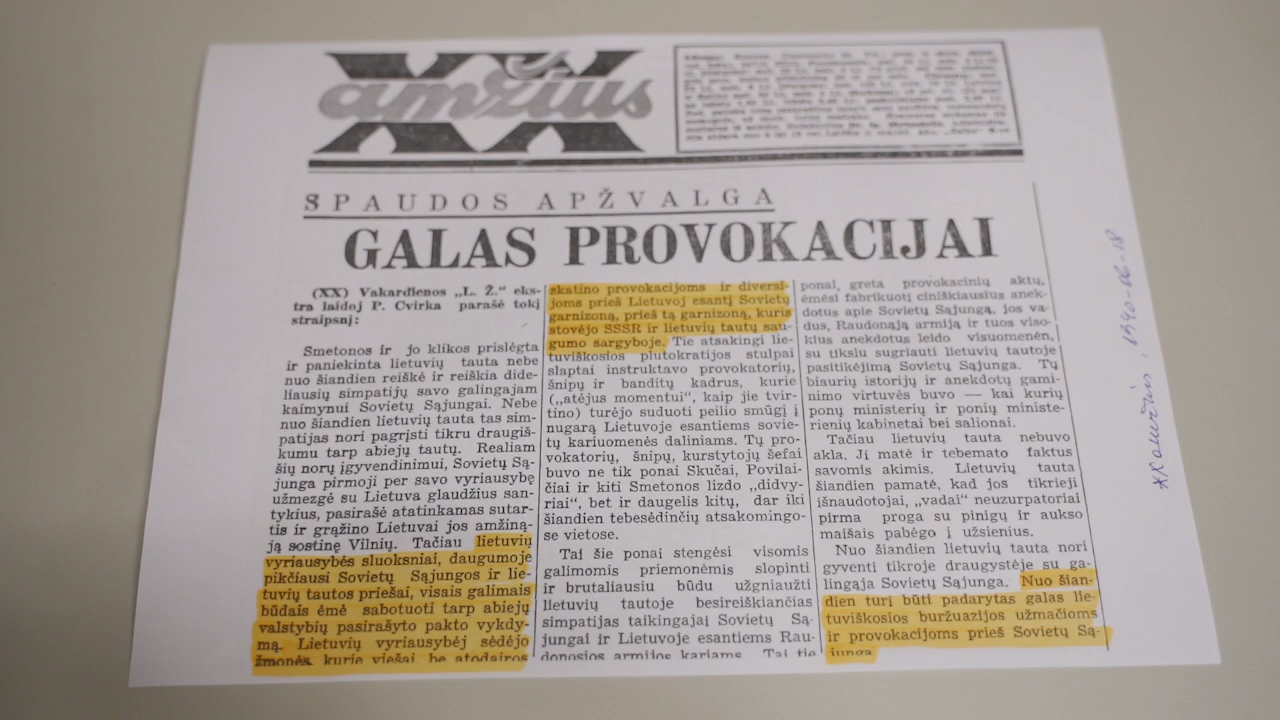 XX amžius
SPAUDOS APŽVALGA
GALAS PROVOKACIJAI
(XX) Vakardienos „L. Ž.“ eks-
tra laidoj P. Cvirka parašė tokį
straipsnį:
Smetonos ir jo klikos prislėgta
ir paniekinta lietuvių tauta nebe
nuo šiandien reiškė ir reiškia dide-
liausių simpatijų savo galingajam
kaimynui Sovietų Sąjungai. Nebe
nuo šiandien lietuvių tauta tas sim-
patijas nori pagrįsti tikru draugiš-
kumu tarp abiejų tautų. Realiam
šių norų įgyvendinimui, Sovietų Są-
junga pirmoji per savo vyriausybę
užmezgė su Lietuva glaudžius san-
tykius, pasirašė atatinkamas sutar-
tis ir grąžino Lietuvai jos amžiną-
ją sostinę Vilnių. Tačiau lietuvių
vyriausybės sluoksniai, daugumoje
pikčiausi Sovietų Sąjungos ir lie-
tuvių tautos priešai, visais galimais
būdais ėmė sabotuoti tarp abiejų
valstybių pasirašyto pakto vykdy-
mą. Lietuvių vyriausybėj sėdėjo
žmonės, kurie viešai, be atodairos
skatino provokacijoms ir diversi-
joms prieš Lietuvoj esantį Sovietų
garnizoną, prieš tą garnizoną, kuris
stovėjo SSSR ir lietuvių tautų sau-
gumo sargyboje. Tie atsakingi lie-
tuviškosios plutokratijos stulpai
slaptai instruktavo provokatorių,
šnipų ir banditų kadrus, kurie
(„atėjus momentui“, kaip jie tvir-
tino) turėjo suduoti peilio smūgį į
nugarą Lietuvoje esantiems sovie-
tų kariuomenės daliniams. Tų pro-
vokatorių, šnipų, kurstytojų šefai
buvo ne tik ponai Skučai, Povilai-
čiai ir kiti Smetonos lizdo „didvy-
riai“, bet ir daugelis kitų, dar iki
šiandien tebesėdinčių atsakomingo-
se vietose.
Tai šie ponai stengėsi visomis
galimomis priemonėmis slopinti
ir brutaliausiu būdu užgniaužti
lietuvių tautoje besireiškiančias
simpatijas taikingajai Sovietų Są-
jungai ir Lietuvoje esantiems Rau-
donosios armijos kariams. Tai tie
ponai, greta provokacinių aktų,
ėmėsi fabrikuoti ciniškiausius anek-
dotus apie Sovietų Sąjungą, jos va-
dus, Raudonąją armiją ir tuos viso-
kius anekdotus leido visuomenėn,
su tikslu sugriauti lietuvių tautoje
pasitikėjimą Sovietų Sąjunga. Tų
biaurių istorijų ir anekdotų gami-
nimo virtuvės buvo — kai kurių
ponų ministerių ir ponių ministe-
rienių kabinetai bei salionai.
Tačiau lietuvių tauta nebuvo
akla. Ji matė ir tebemato faktus
savomis akimis. Lietuvių tauta
šiandien pamatė, kad jos tikrieji
išnaudotojai, „vadai“ neuzurpatoriai
pirma proga su pinigų ir aukso
maišais pabėgo į užsienius.
Nuo šiandien lietuvių tauta nori
gyventi tikroje draugystėje su ga-
lingąja Sovietų Sąjunga. Nuo šian-
dien turi būti padarytas galas lie-
tuviškosios buržuazijos užmačioms
ir provokacijoms prieš Sovietų Są-
jungą.
XX amžius, 1940-06-18